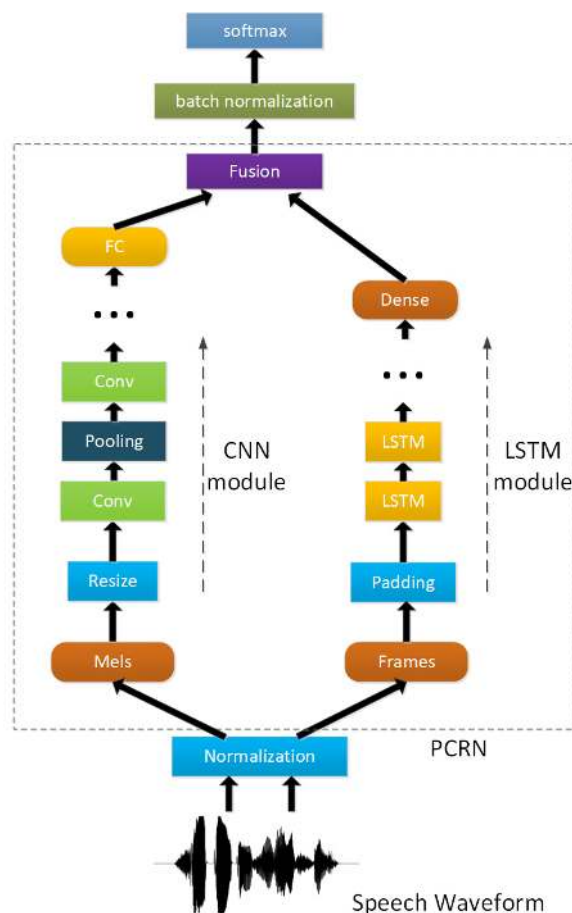 softmax
batch normalization
Fusion
FC
Dense
Conv
Pooling
Conv
CNN
module
LSTM
LSTM
LSTM
module
Resize
Padding
Mels
Frames
Normalization
PCRN
Speech Waveform